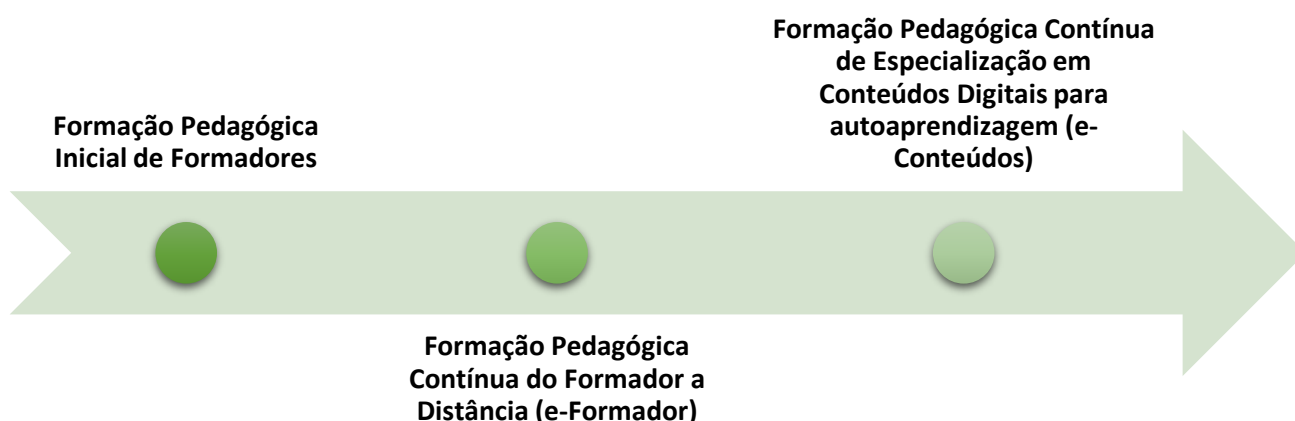 Formação Pedagógica
Inicial de Formadores
Formação Pedagógica
Contínua do Formador a
Distância (e-Formador)
Formação Pedagógica Contínua
de Especialização em
Conteúdos Digitais para
autoaprendizagem (e-
Conteúdos)